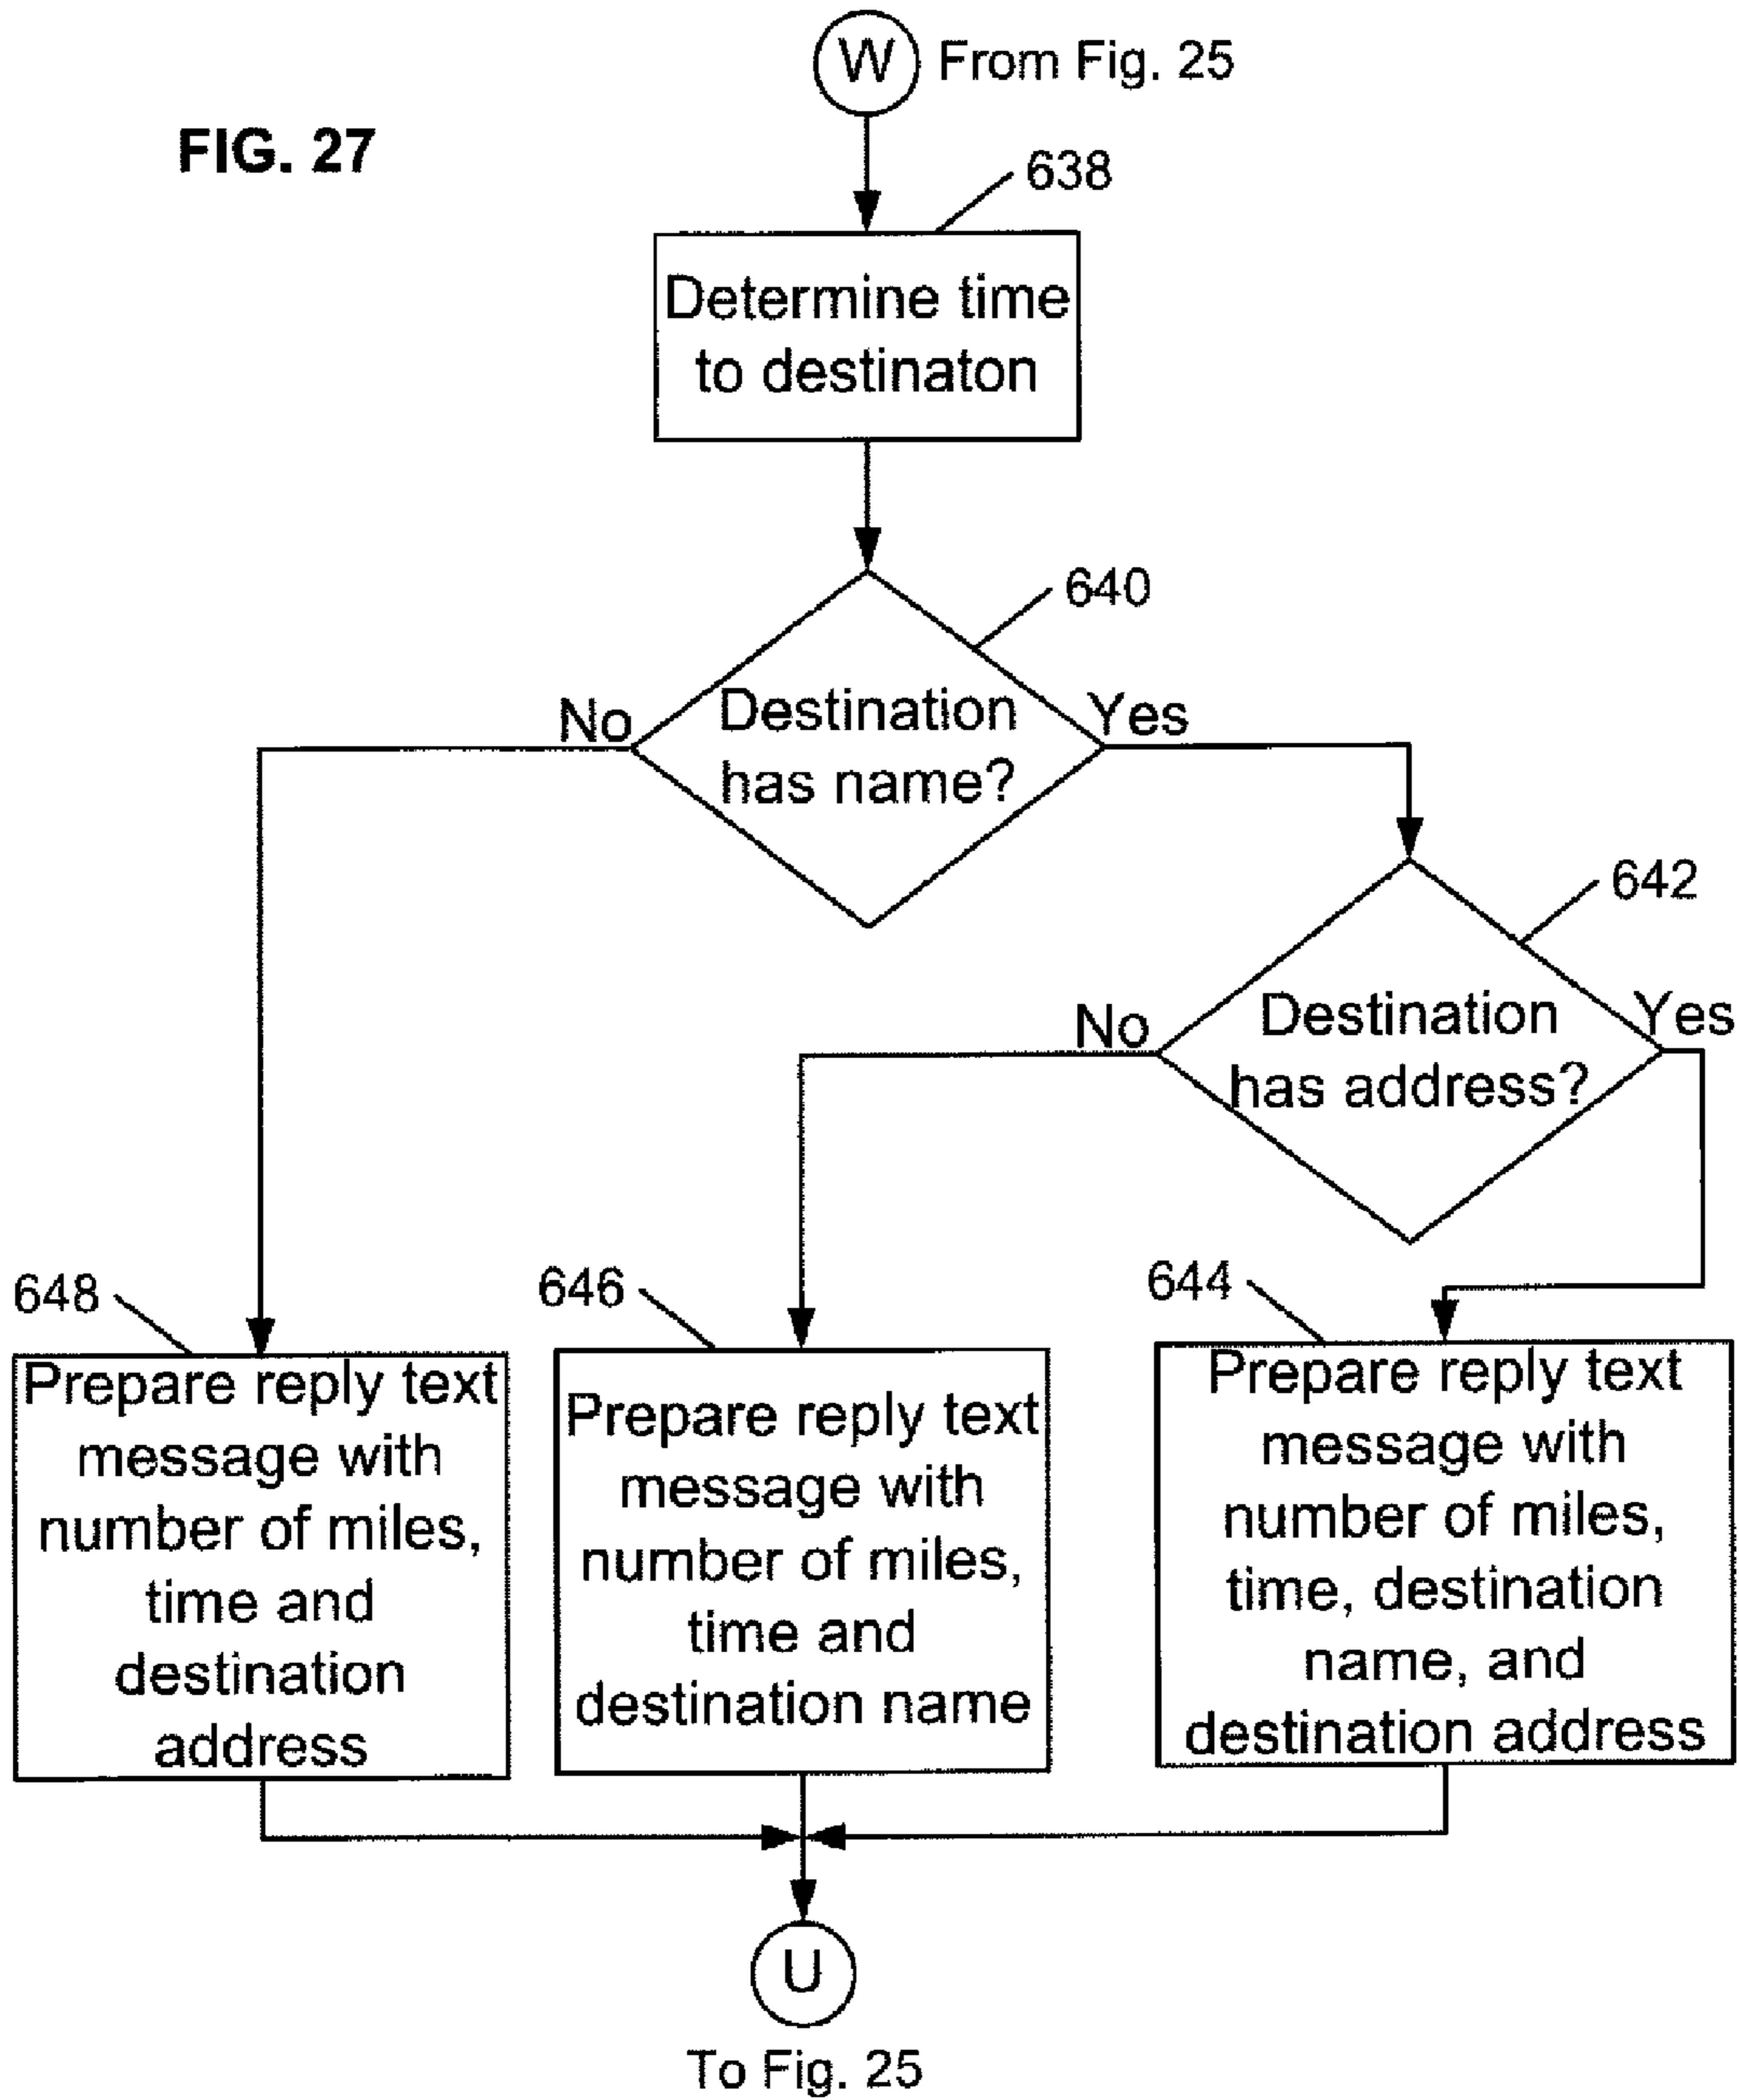 W From Fig. 25
FIG. 27
638
Determine time
to destinaton
640
No
Destination
has name?
Yes
642
No
Destination
has address?
Yes
648
646
644
Prepare reply text
message with
number of miles,
time and
destination
address
Prepare reply text
message with
number of miles,
time and
destination name
Prepare reply text
message with
number of miles,
time, destination
name, and
destination address
U
To Fig. 25